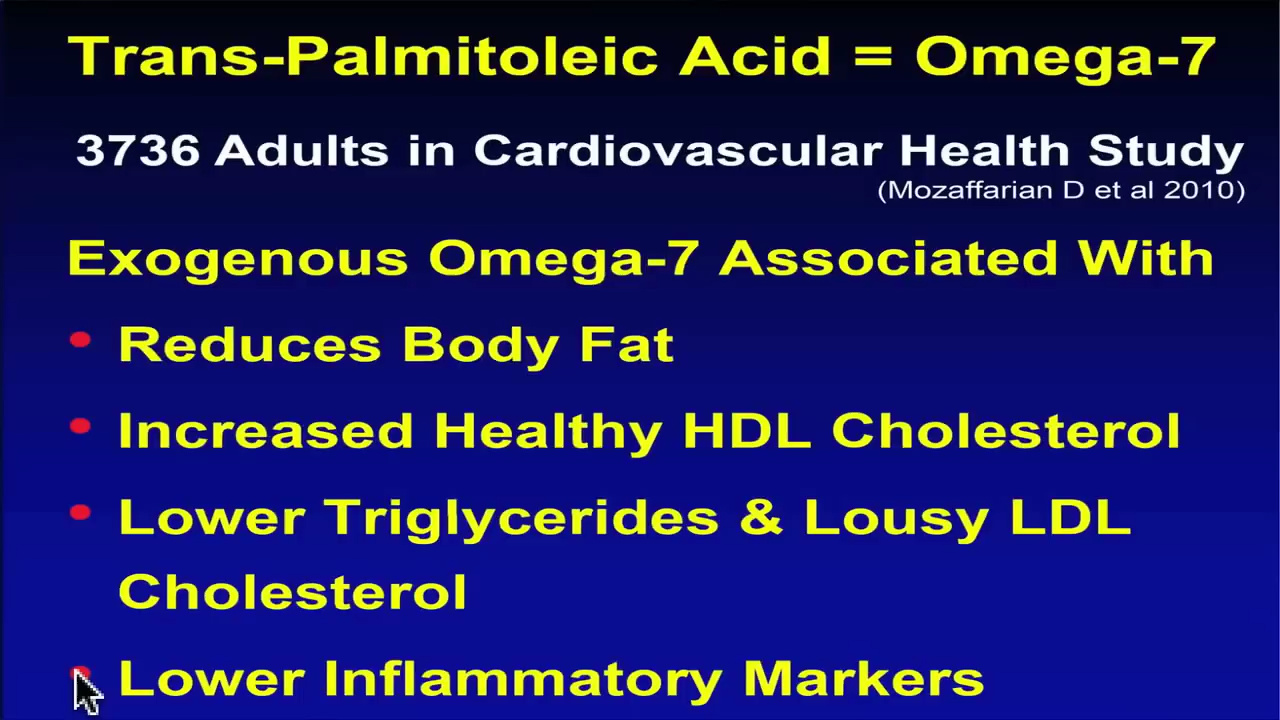 Trans-Palmitoleic Acid = Omega-7
3736 Adults in Cardiovascular Health Study
(Mozaffarian D et al 2010)
Exogenous Omega-7 Associated With
• Reduces Body Fat
• Increased Healthy HDL Cholesterol
• Lower Triglycerides & Lousy LDL
Cholesterol
• Lower Inflammatory Markers